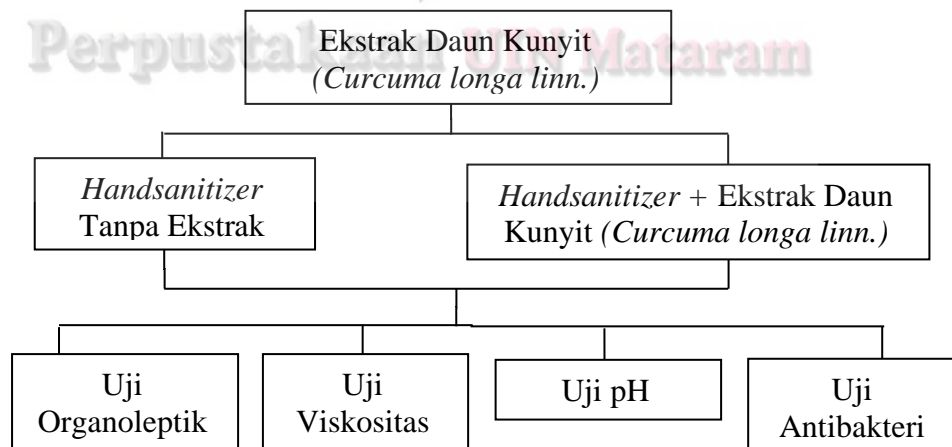 Perpustakaan UIN Mataram
Ekstrak Daun Kunyit
(Curcuma longa linn.)
Handsanitizer
Tanpa Ekstrak
Handsanitizer + Ekstrak Daun
Kunyit (Curcuma longa linn.)
Uji
Organoleptik
Uji
Viskositas
Uji pH
Uji
Antibakteri